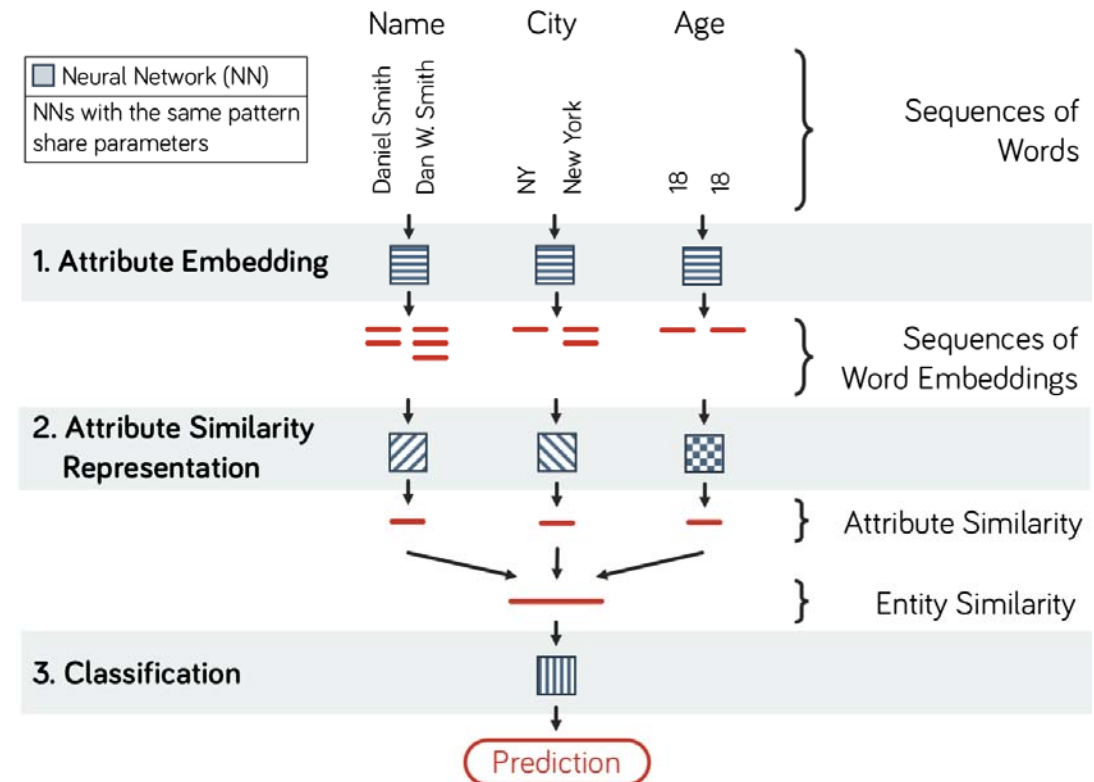 Name
City
Age
Neural Network (NN)
NNs with the same pattern
share parameters
Daniel Smith
Dan W. Smith
NY
New York
18
18
Sequences of
Words
1. Attribute Embedding
Sequences of
Word Embeddings
2. Attribute Similarity
Representation
Attribute Similarity
Entity Similarity
3. Classification
Prediction